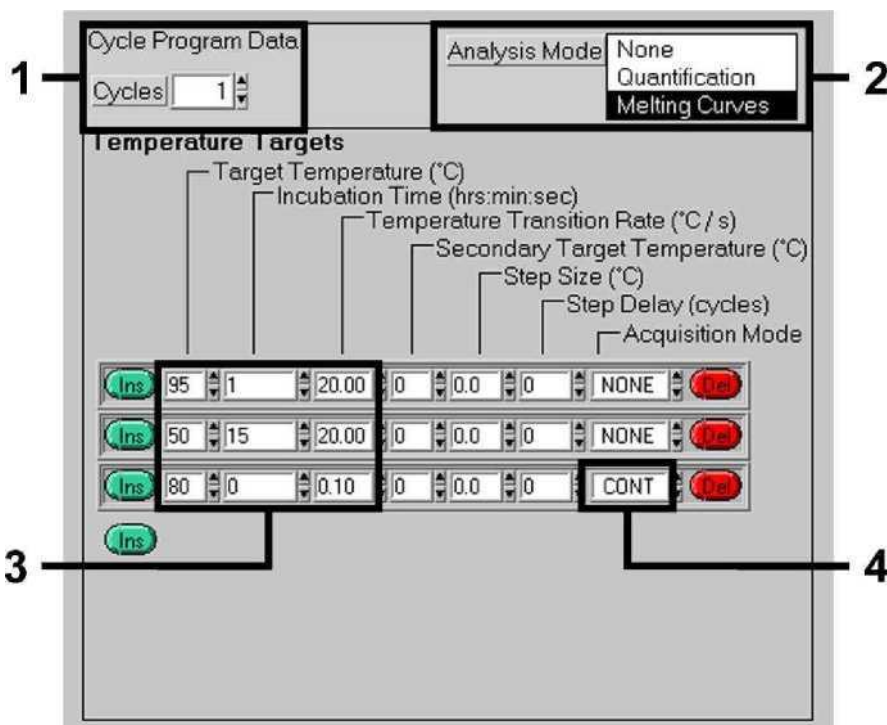 Cycle Program Data
Cycles 1
1
Analysis Mode None
Quantification
Melting Curves
2
Temperature Targets
Target Temperature (°C)
Incubation Time (hrs:min:sec)
Temperature Transition Rate (°C / s)
Secondary Target Temperature (°C)
Step Size (°C)
Step Delay (cycles)
Acquisition Mode
Ins 95 1 20.00 0 0.0 0 NONE Del
Ins 50 15 20.00 0 0.0 0 NONE Del
Ins 80 0 0.10 0 0.0 0 CONT Del
Ins
3
4